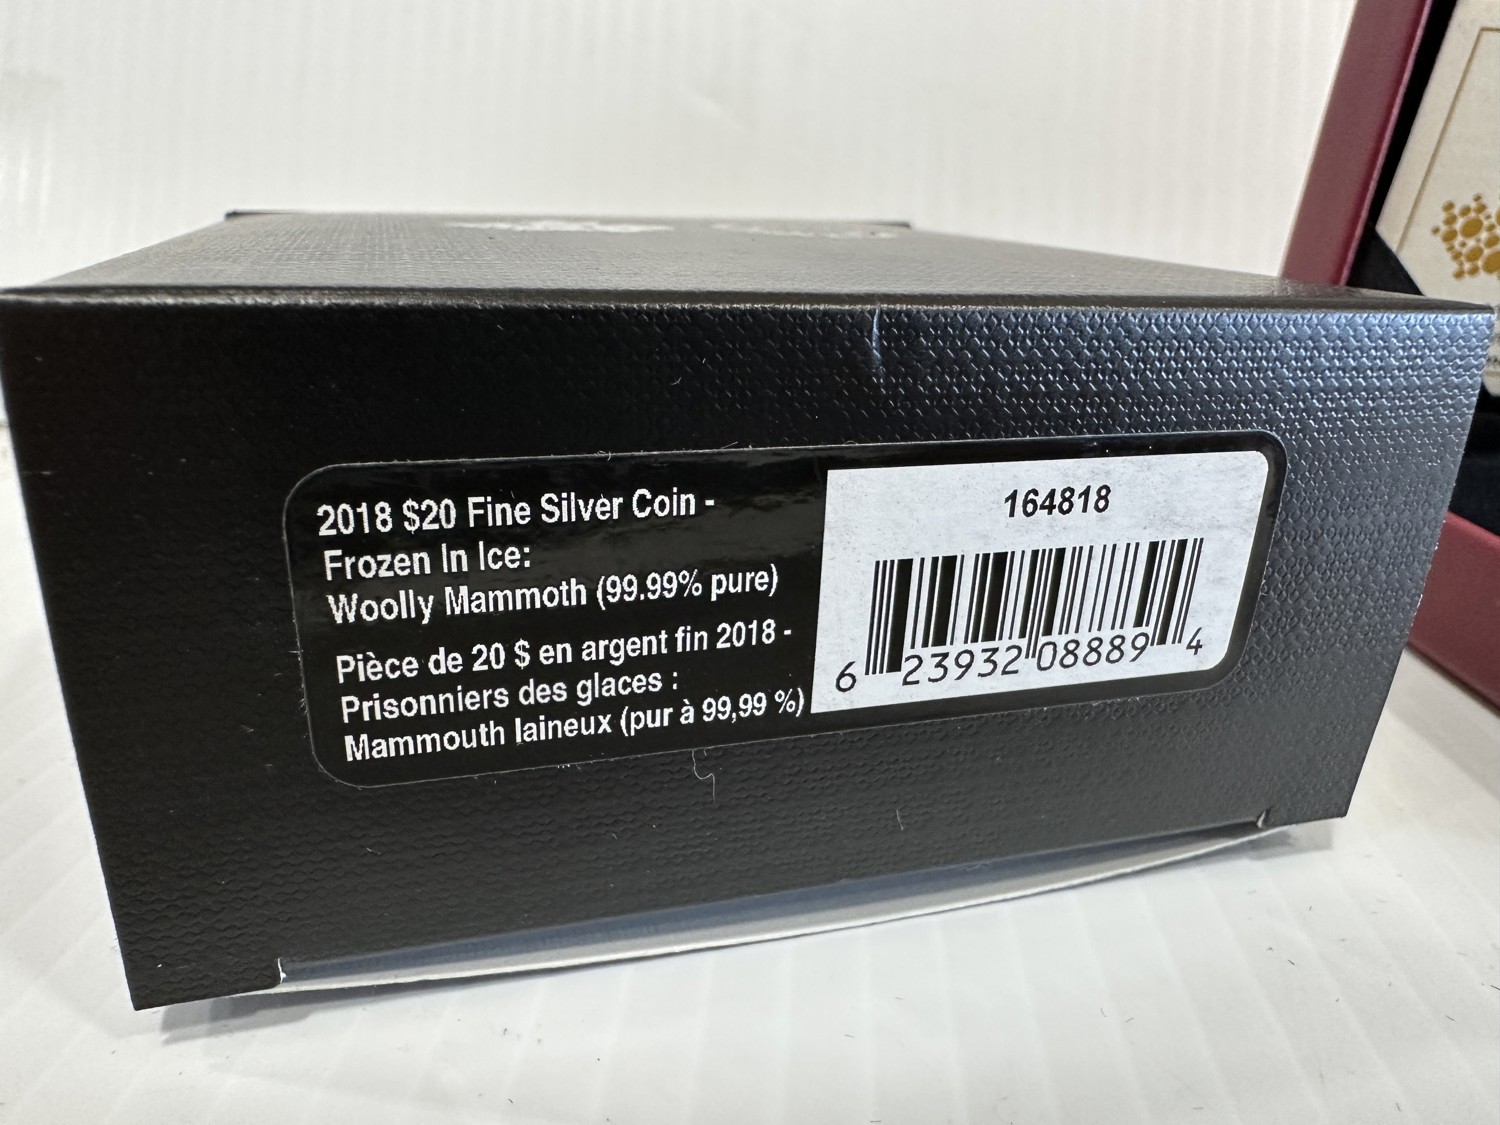 2018 $20 Fine Silver Coin -
Frozen In Ice:
Woolly Mammoth (99.99% pure)
Pièce de 20 $ en argent fin 2018 -
Prisonniers des glaces :
Mammouth laineux (pur à 99,99 %)
164818
6 23932 08889 4